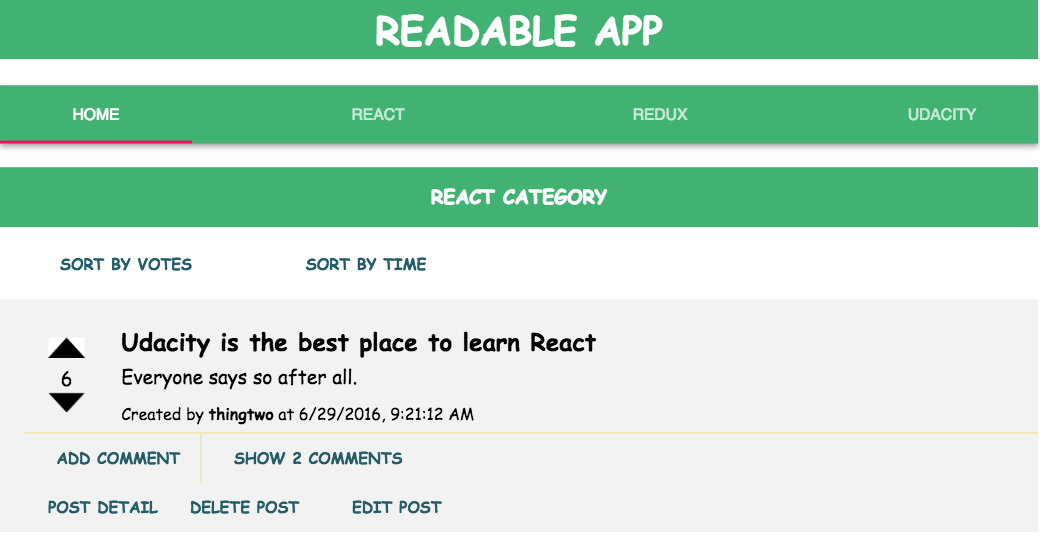 READABLE APP
HOME REACT REDUX UDACITY
REACT CATEGORY
SORT BY VOTES SORT BY TIME
Udacity is the best place to learn React
6 Everyone says so after all.
Created by thingtwo at 6/29/2016, 9:21:12 AM
ADD COMMENT SHOW 2 COMMENTS
POST DETAIL DELETE POST EDIT POST